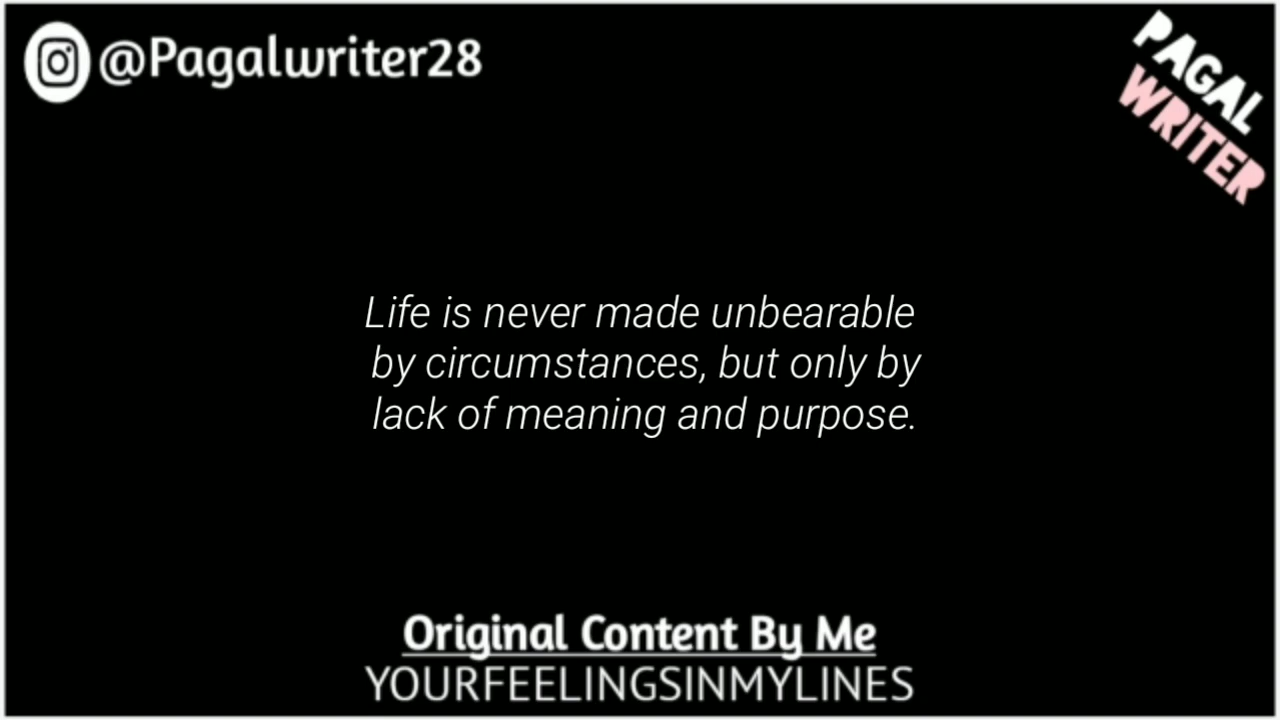 @Pagalwriter28
PAGAL
WRITER
Life is never made unbearable
by circumstances, but only by
lack of meaning and purpose.
Original Content By Me
YOURFEELINGSINMYLINES